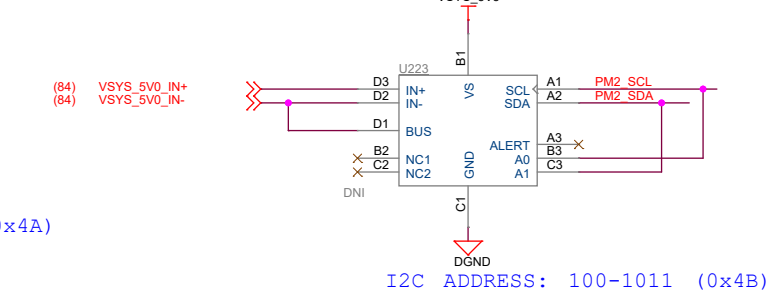 U223
B1
(84) VSYS_5V0_IN+ D3 IN+ VS SCL A1 PM2_SCL
(84) VSYS_5V0_IN- D2 IN- SDA A2 PM2_SDA
D1 BUS
ALERT A3
B2 NC1 GND A0 B3
C2 NC2 A1 C3
DNI
C1
x4A)
DGND
I2C ADDRESS: 100-1011 (0x4B)